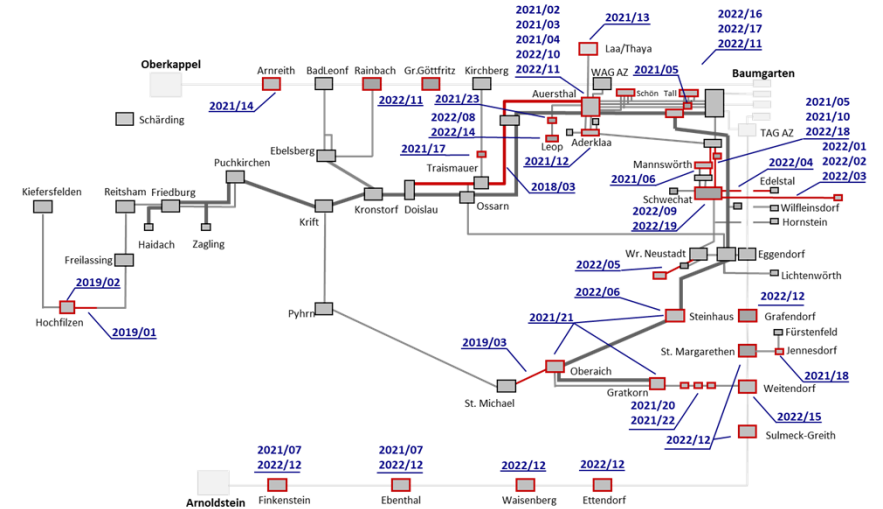 2021/02
2021/03
2021/04
2022/10
2022/11
2021/13
2022/16
2022/17
2022/11
Laa/Thaya
Oberkappel
Arnreith
BadLeonf
Rainbach
Gr.Göttfritz
Kirchberg
WAG AZ
2021/05
Baumgarten
Auersthal
Schön
Tall
2021/14
2022/11
2021/23
2022/08
2022/14
Schärding
Leop
Aderklaa
TAG AZ
2021/05
2021/10
2022/18
2022/01
2022/02
2022/03
Ebelsberg
2021/17
Traismauer
2021/12
Mannswörth
2021/06
2022/04
Edelstal
Puchkirchen
2018/03
Schwechat
Wilfleinsdorf
Hornstein
2022/09
2022/19
Kiefersfelden
Reitsham
Friedburg
Kronstorf
Doislau
Ossarn
Krift
Haidach
Zagling
Freilassing
Wr. Neustadt
Eggendorf
2022/05
Lichtenwörth
2019/02
2022/06
2022/12
Hochfilzen
2019/01
Pyhrn
2021/21
Steinhaus
Grafendorf
Fürstenfeld
2019/03
St. Margarethen
Jennesdorf
2021/18
Oberaich
St. Michael
Gratkorn
Weitendorf
2021/20
2021/22
2022/15
2022/12
Sulmeck-Greith
2021/07
2022/12
2021/07
2022/12
2022/12
2022/12
Arnoldstein
Finkenstein
Ebenthal
Waisenberg
Ettendorf